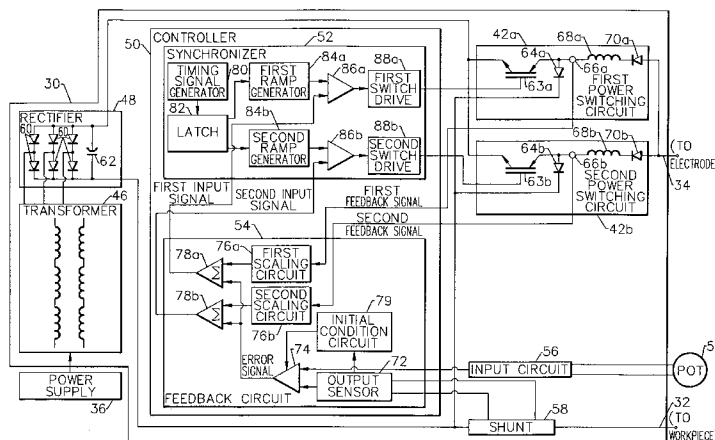 CONTROLLER
50
52
SYNCHRONIZER
TIMING
SIGNAL
GENERATOR
80
FIRST
RAMP
GENERATOR
84a
86a
88a
FIRST
SWITCH
DRIVE
82
LATCH
84b
SECOND
RAMP
GENERATOR
86b
88b
SECOND
SWITCH
DRIVE
42a
64a
68a
70a
66a
63a
FIRST
POWER
SWITCHING
CIRCUIT
68b
64b
70b
66b
63b
SECOND
POWER
SWITCHING
CIRCUIT
42b
(TO
ELECTRODE
34
30
48
RECTIFIER
60
60
62
46
TRANSFORMER
POWER
SUPPLY
36
FIRST INPUT
SIGNAL
SECOND INPUT
SIGNAL
FIRST
FEEDBACK SIGNAL
SECOND
FEEDBACK SIGNAL
54
76a
78a
Σ
FIRST
SCALING
CIRCUIT
78b
Σ
SECOND
SCALING
CIRCUIT
76b
79
INITIAL
CONDITION
CIRCUIT
ERROR
SIGNAL
74
72
OUTPUT
SENSOR
FEEDBACK CIRCUIT
56
INPUT CIRCUIT
5
POT
SHUNT
58
32
(TO
WORKPIECE